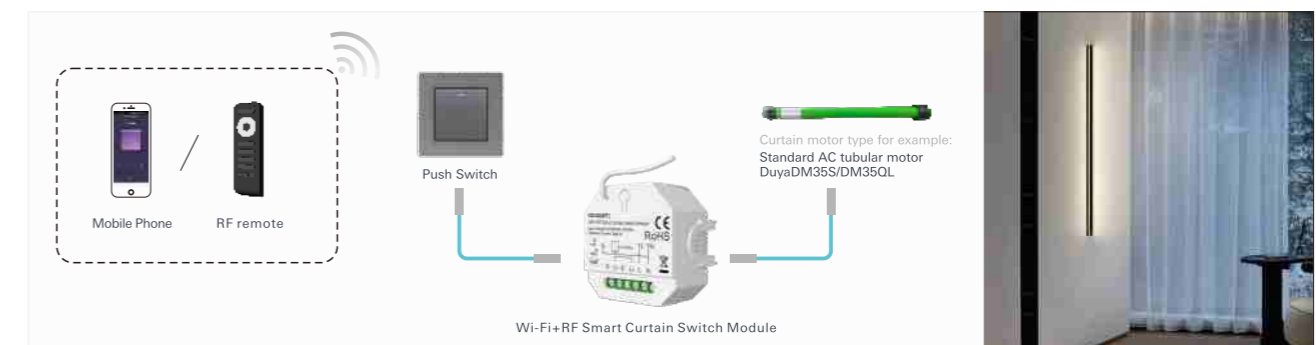 Mobile Phone
/
RF remote
Push Switch
CE
RoHS
Wi-Fi+RF Smart Curtain Switch Module
Curtain motor type for example:
Standard AC tubular motor
DuyaDM35S/DM35QL